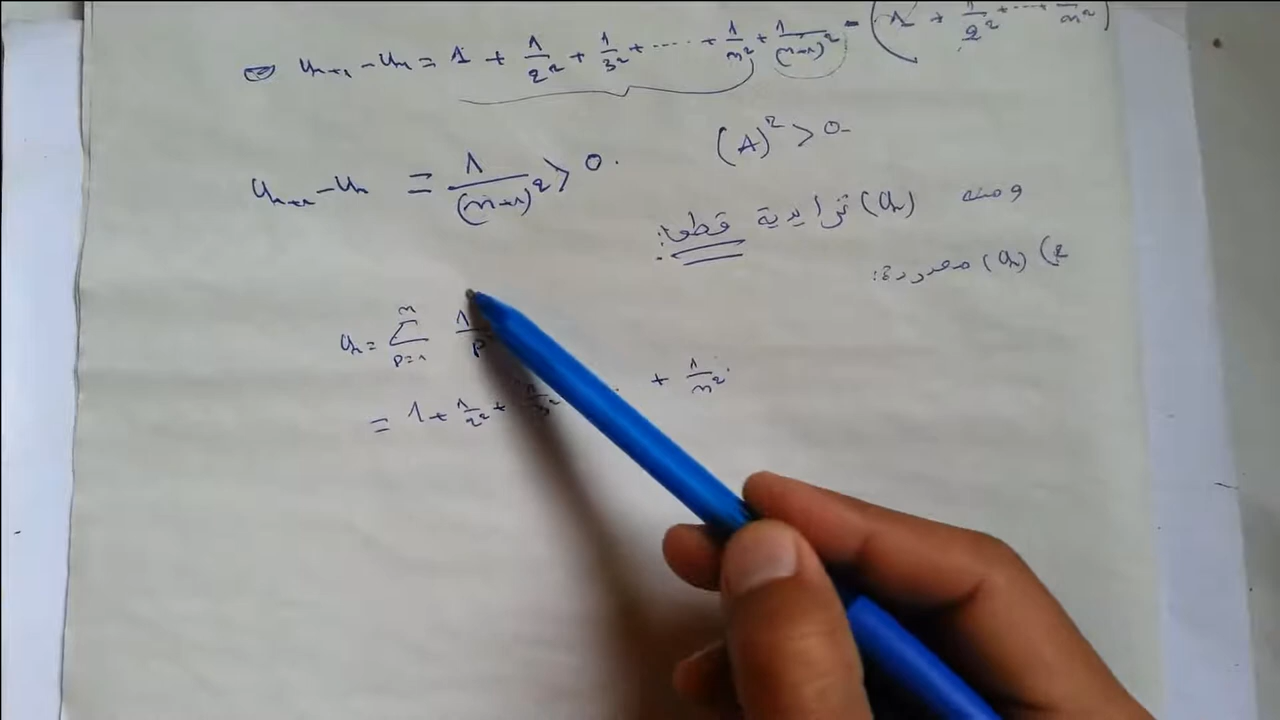 u_{n+1} - u_n = 1 + 1/2² + 1/3² + ---- + 1/n² + 1/(n+1)² - (1 + 1/2² + ---- + 1/n²)
u_{n+1} - u_n = 1/(n+1)² > 0. (A)² > 0
ومنه (u_n) تزايدية قطعا:
2) (u_n) محدودة:
u_n = Σ_{p=1}^{n} 1/p
= 1 + 1/2² + 1/3² + 1/n².